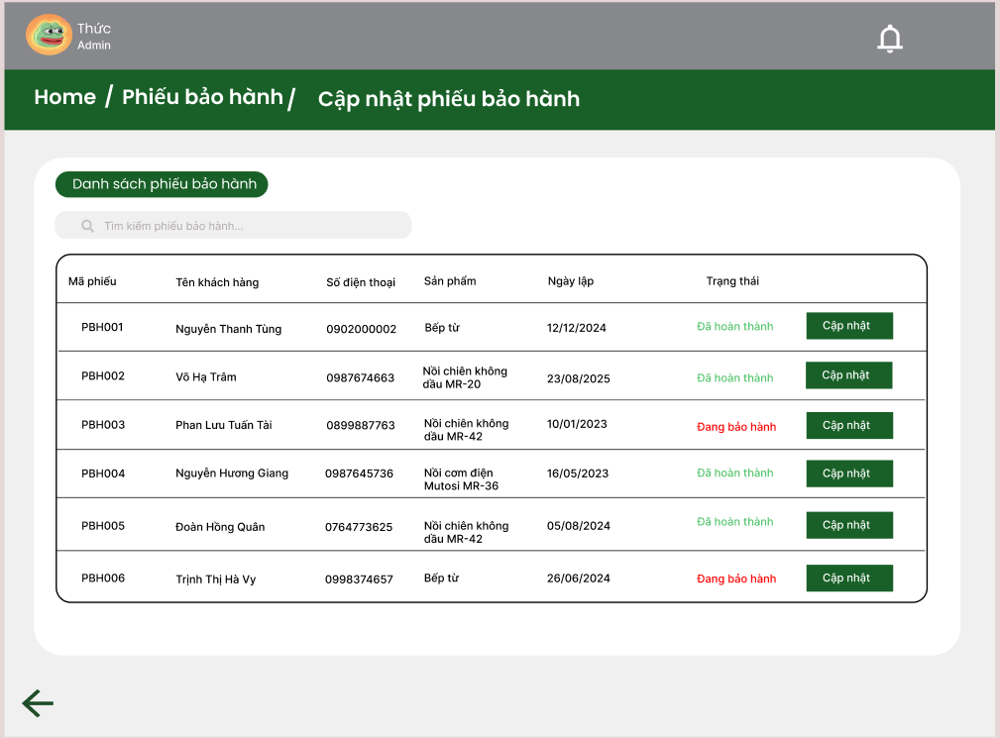 Thức
Admin
Home / Phiếu bảo hành / Cập nhật phiếu bảo hành
Danh sách phiếu bảo hành
Tìm kiếm phiếu bảo hành...
Mã phiếu Tên khách hàng Số điện thoại Sản phẩm Ngày lập Trạng thái
PBH001 Nguyễn Thanh Tùng 0902000002 Bếp từ 12/12/2024 Đã hoàn thành Cập nhật
PBH002 Võ Hạ Trâm 0987674663 Nồi chiên không 23/08/2025 Đã hoàn thành Cập nhật
dầu MR-20
PBH003 Phan Lưu Tuấn Tài 0899887763 Nồi chiên không 10/01/2023 Đang bảo hành Cập nhật
dầu MR-42
PBH004 Nguyễn Hương Giang 0987645736 Nồi cơm điện 16/05/2023 Đã hoàn thành Cập nhật
Mutosi MR-36
PBH005 Đoàn Hồng Quân 0764773625 Nồi chiên không 05/08/2024 Đã hoàn thành Cập nhật
dầu MR-42
PBH006 Trịnh Thị Hà Vy 0998374657 Bếp từ 26/06/2024 Đang bảo hành Cập nhật